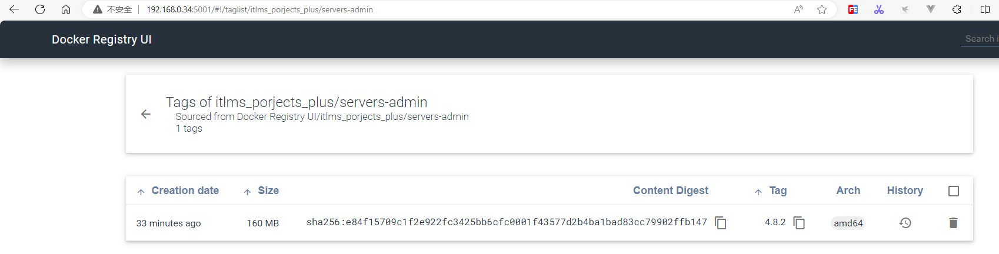 不安全 192.168.0.34:5001/#!/taglist/itlms_porjects_plus/servers-admin
Docker Registry UI
Search i
Tags of itlms_porjects_plus/servers-admin
Sourced from Docker Registry UI/itlms_porjects_plus/servers-admin
1 tags
Creation date Size Content Digest Tag Arch History
33 minutes ago 160 MB sha256:e84f15709c1f2e922fc3425bb6cfc0001f43577d2b4ba1bad83cc79902ffb147 4.8.2 amd64